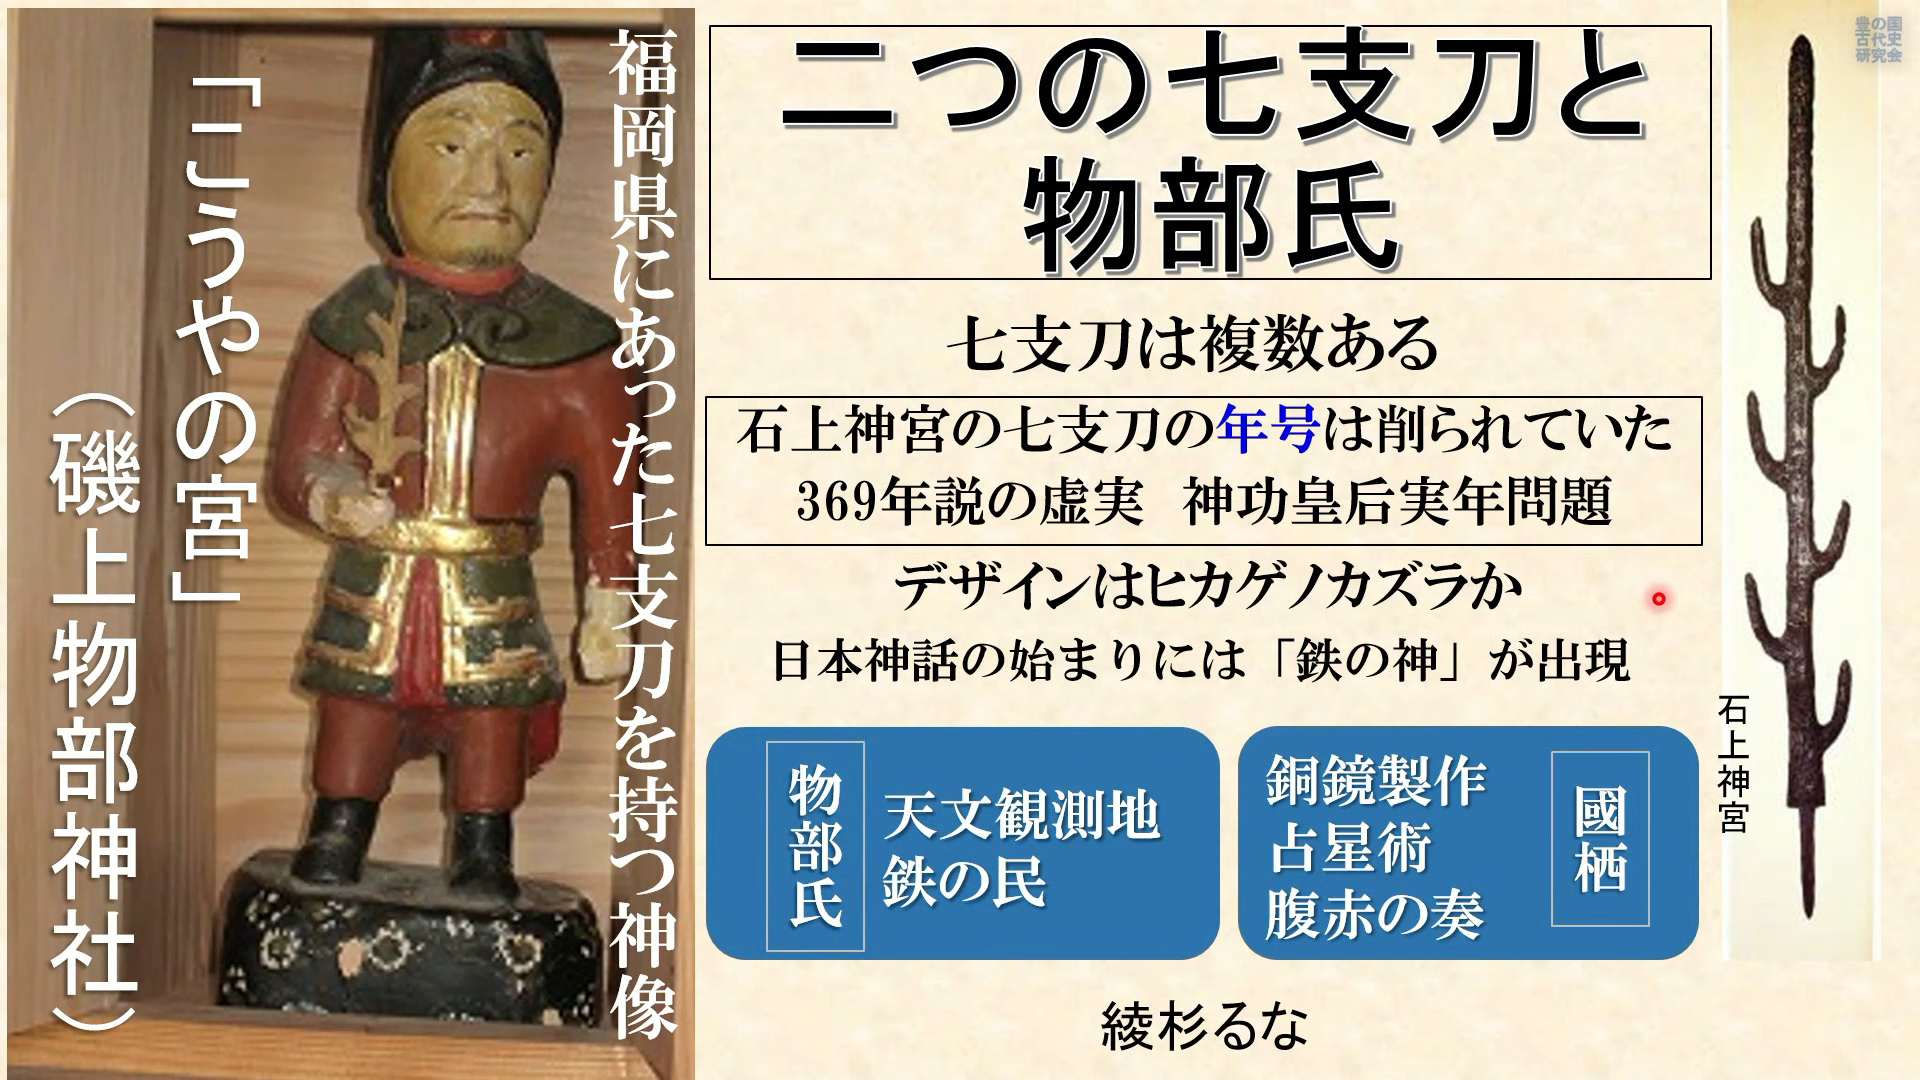 福岡県にあった七支刀を持つ神像
「こうやの宮」
（磯上物部神社）
二つの七支刀と
物部氏
七支刀は複数ある
石上神宮の七支刀の年号は削られていた
369年説の虚実 神功皇后実年問題
デザインはヒカゲノカズラか
日本神話の始まりには「鉄の神」が出現
物部氏
天文観測地
鉄の民
銅鏡製作
占星術
腹赤の奏
國栖
石上神宮
綾杉るな
豊の国
古代史
研究会